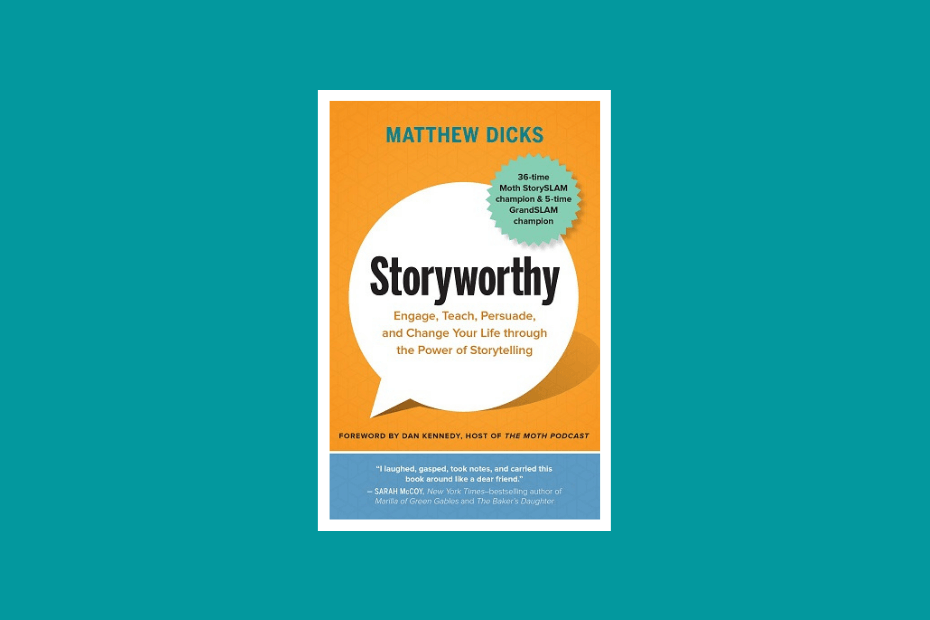 MATTHEW DICKS
36-time
Moth StorySLAM
champion & 5-time
GrandSLAM
champion
Storyworthy
Engage, Teach, Persuade,
and Change Your Life through
the Power of Storytelling
FOREWORD BY DAN KENNEDY, HOST OF THE MOTH PODCAST
“I laughed, gasped, took notes, and carried this
book around like a dear friend.”
— SARAH McCOY, New York Times–bestselling author of
Marilla of Green Gables and The Baker's Daughter